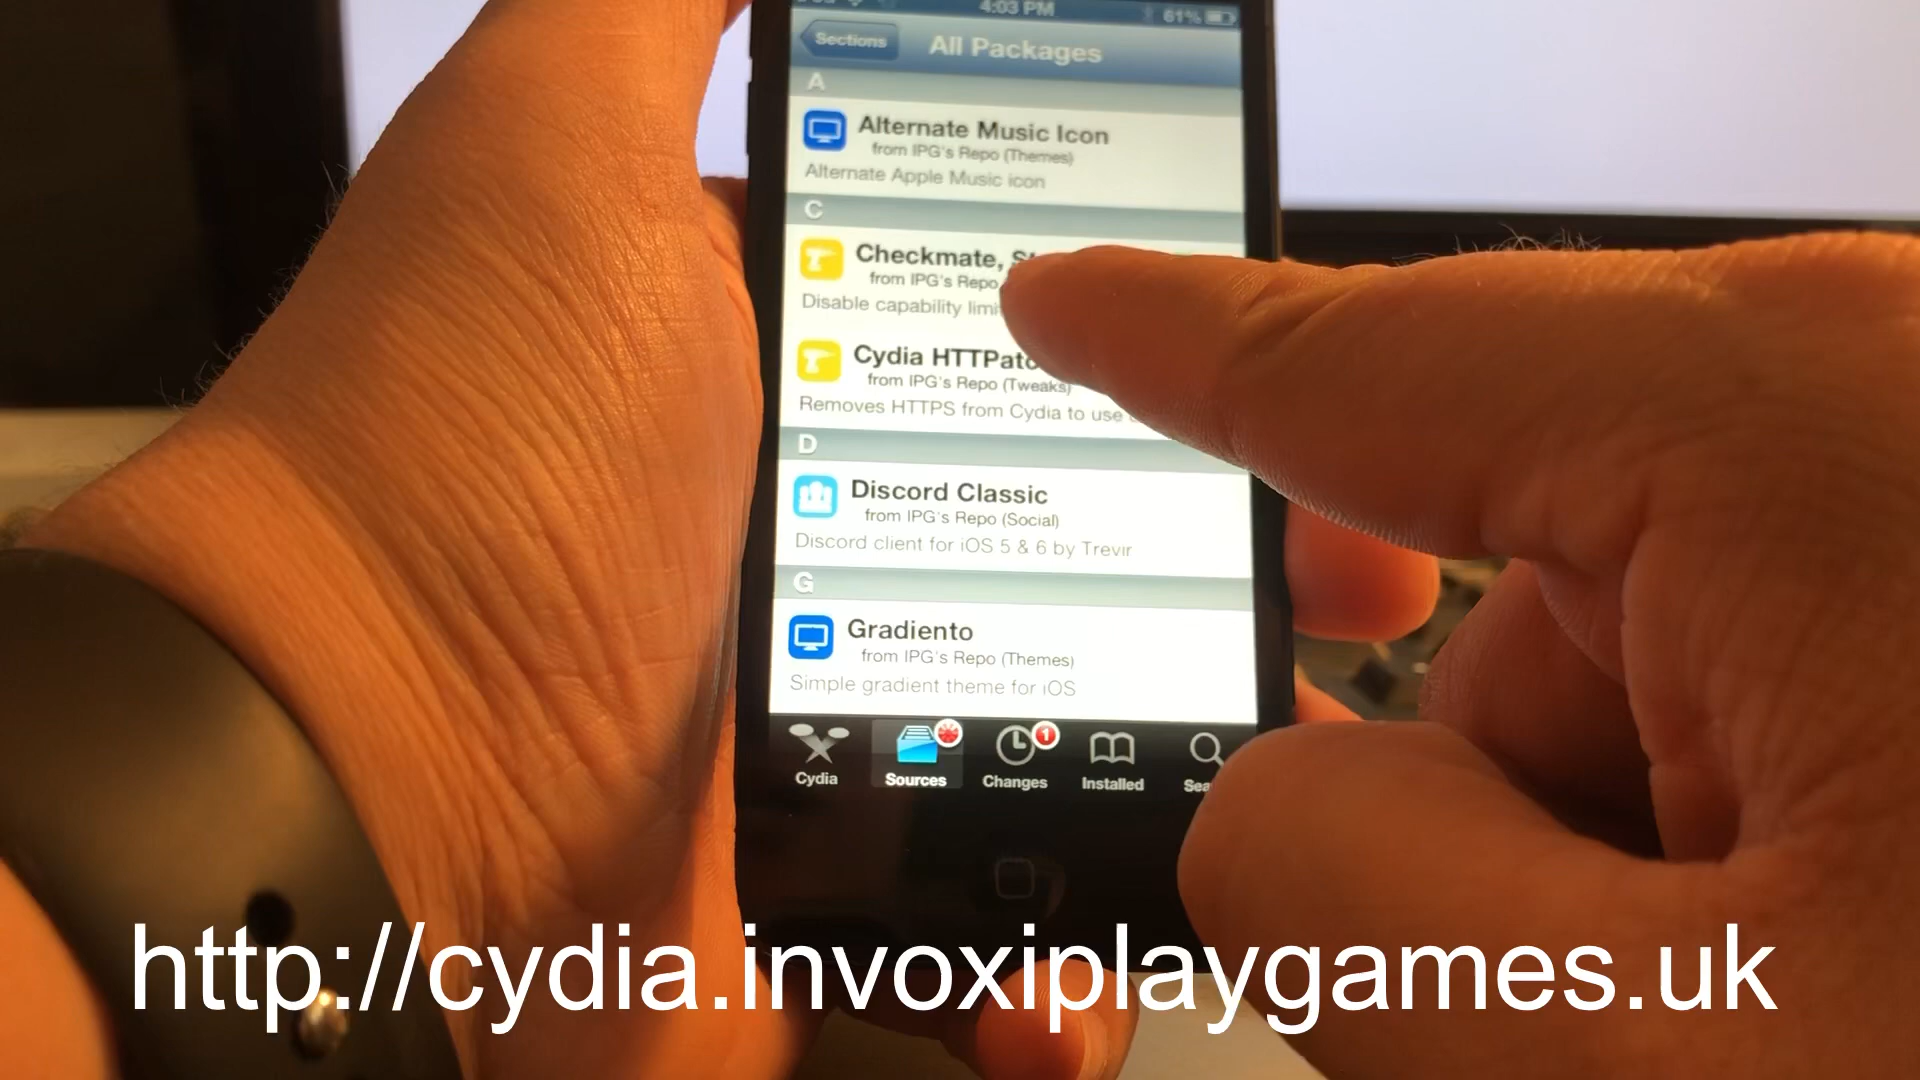 4:03 PM
61%
Sections
All Packages
A
Alternate Music Icon
from IPG's Repo (Themes)
Alternate Apple Music icon
C
Checkmate,
from IPG's Repo
Disable capability
Cydia
from IPG's Repo (Tweaks)
Removes HTTPS from Cydia to use
D
Discord Classic
from IPG's Repo (Social)
Discord client for iOS 5 & 6 by Trevir
G
Gradiento
from IPG's Repo (Themes)
Simple gradient theme for iOS
1
Cydia
Sources
Changes
Installed
http://cydia.invoxiplaygames.uk